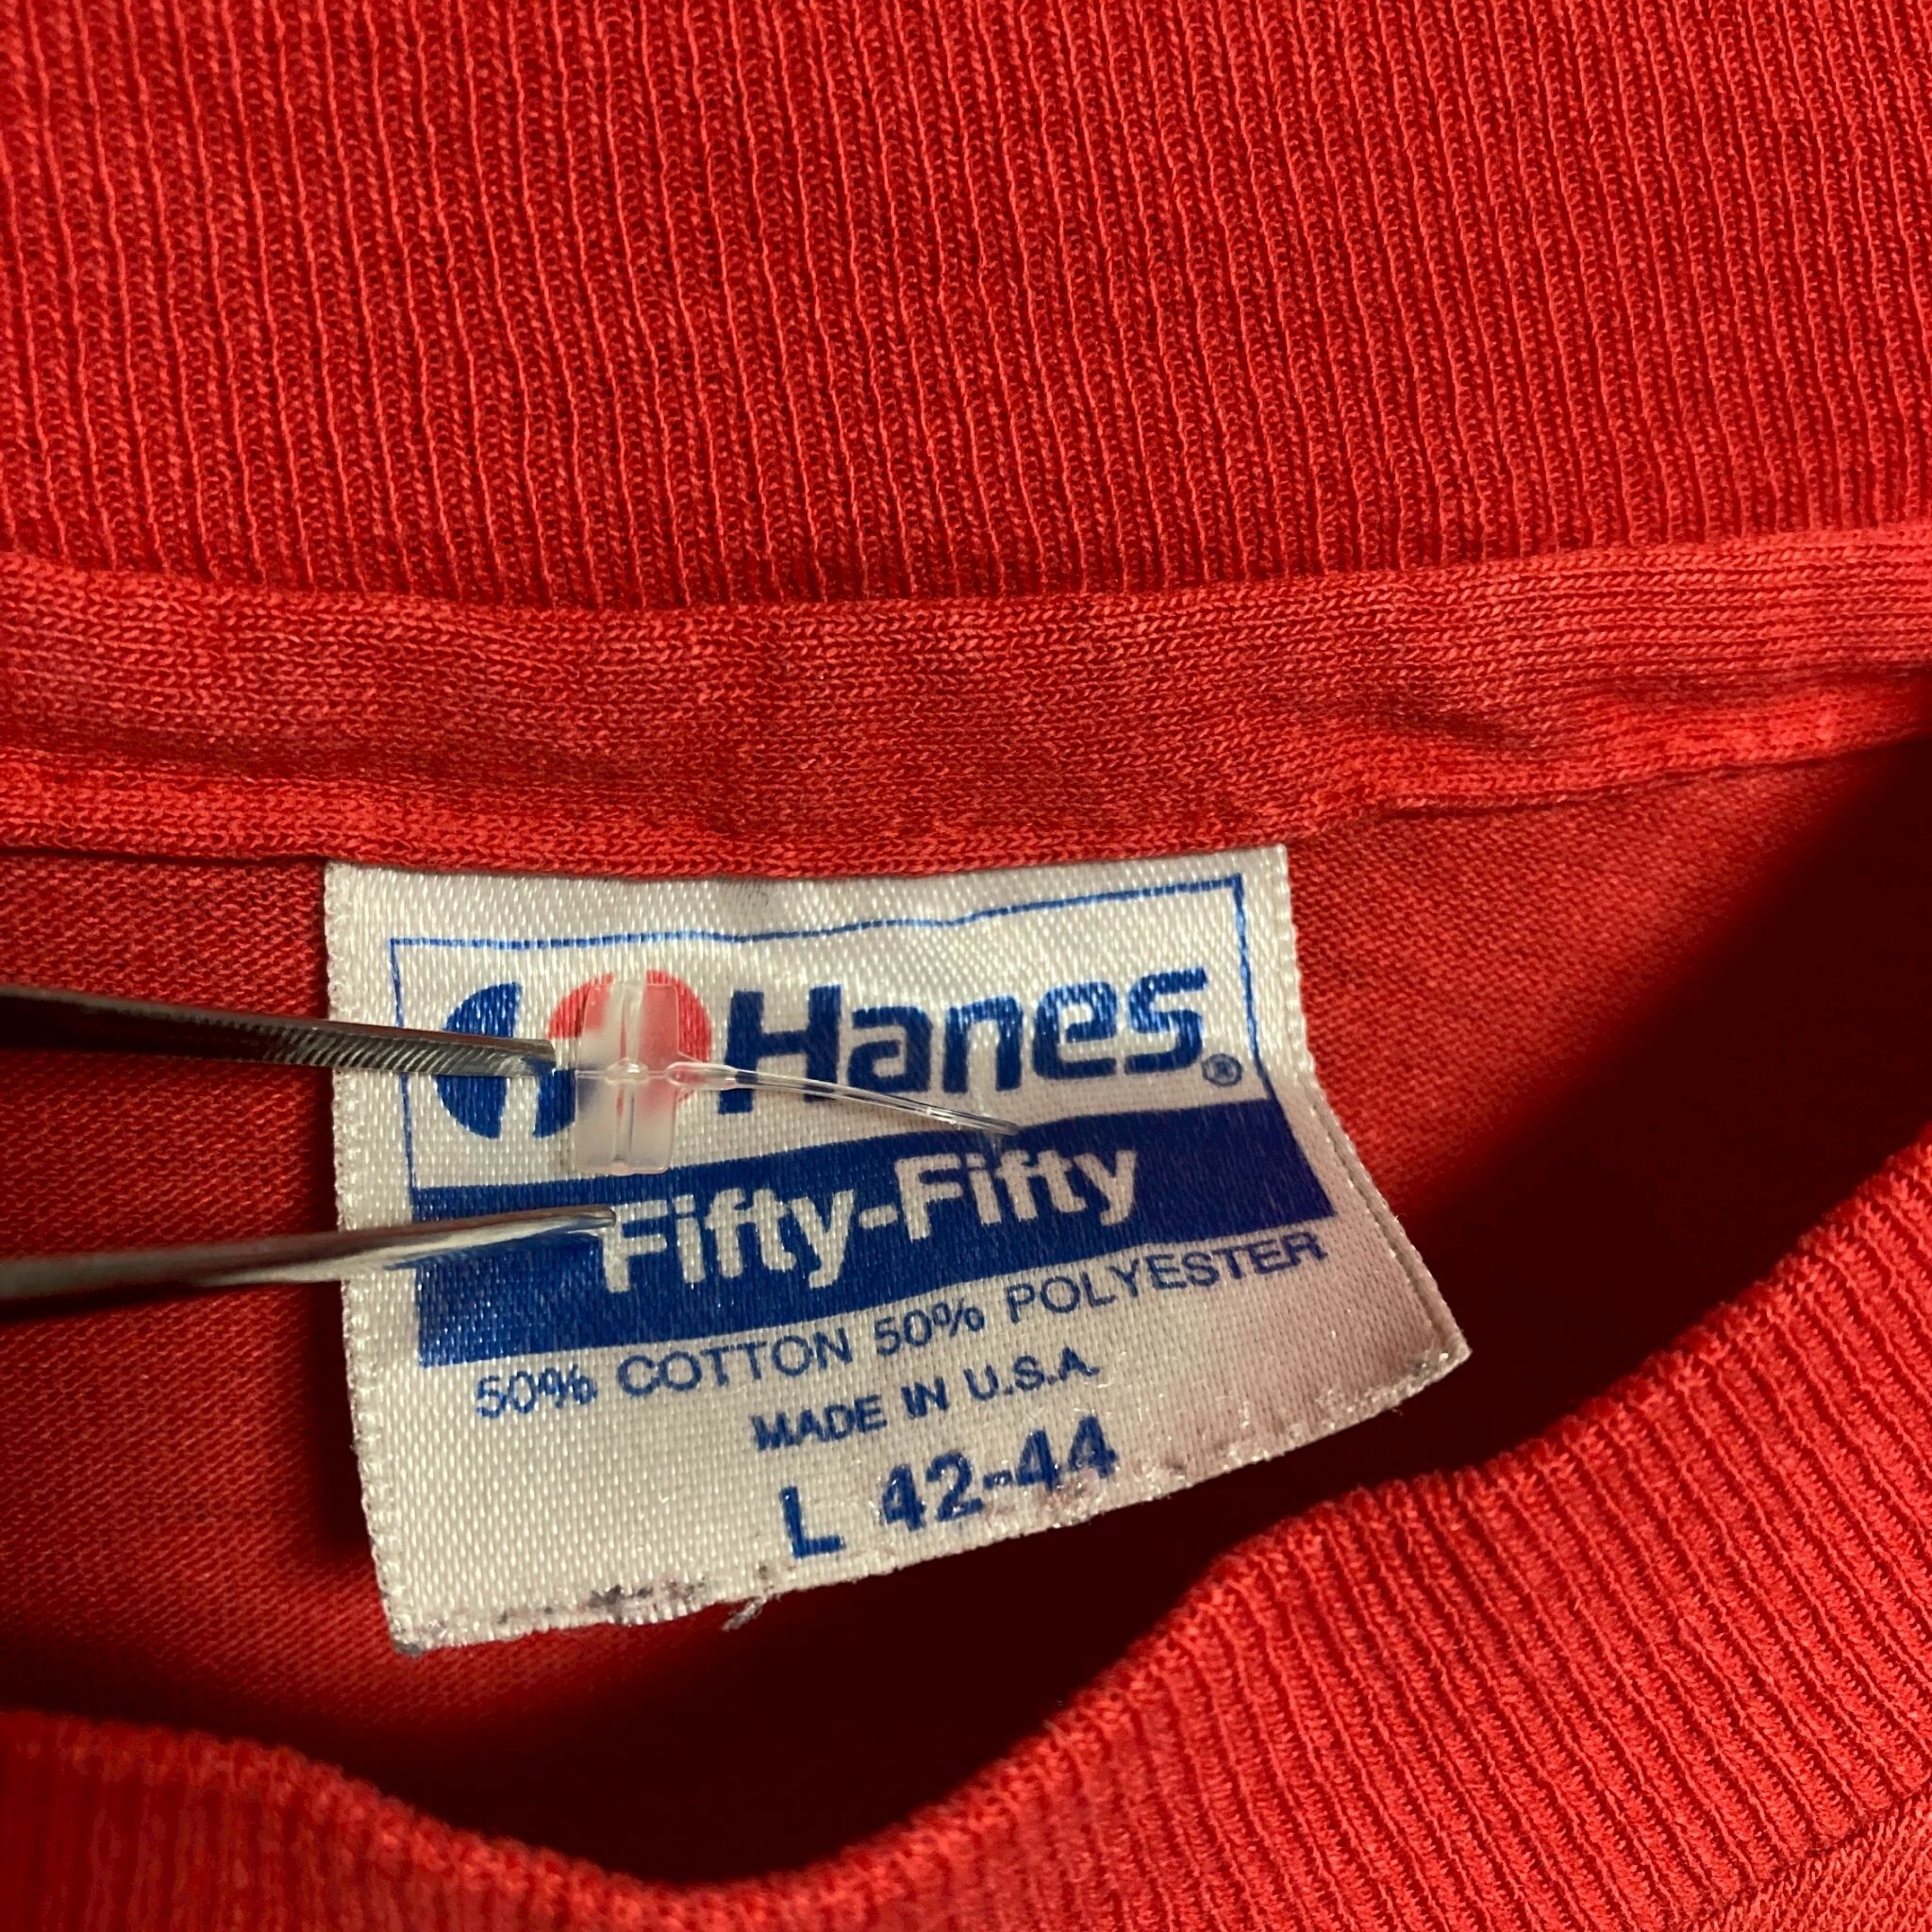 Hanes®
Fifty-Fifty
50% COTTON 50% POLYESTER
MADE IN U.S.A.
L 42-44